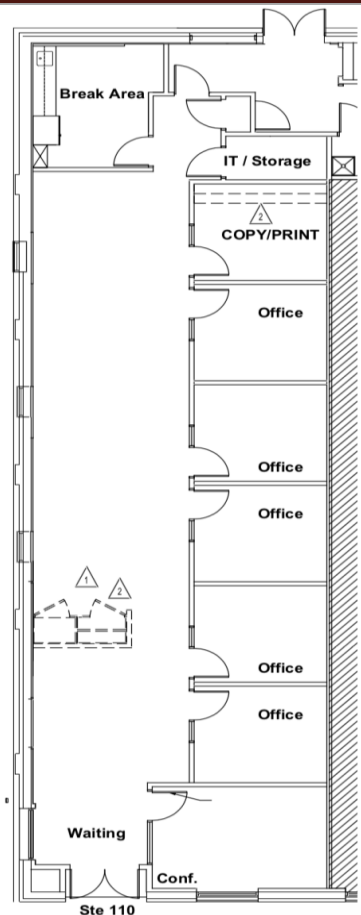 Break Area
IT / Storage
2
COPY/PRINT
Office
Office
Office
1
2
Office
Office
Waiting
Conf.
Ste 110